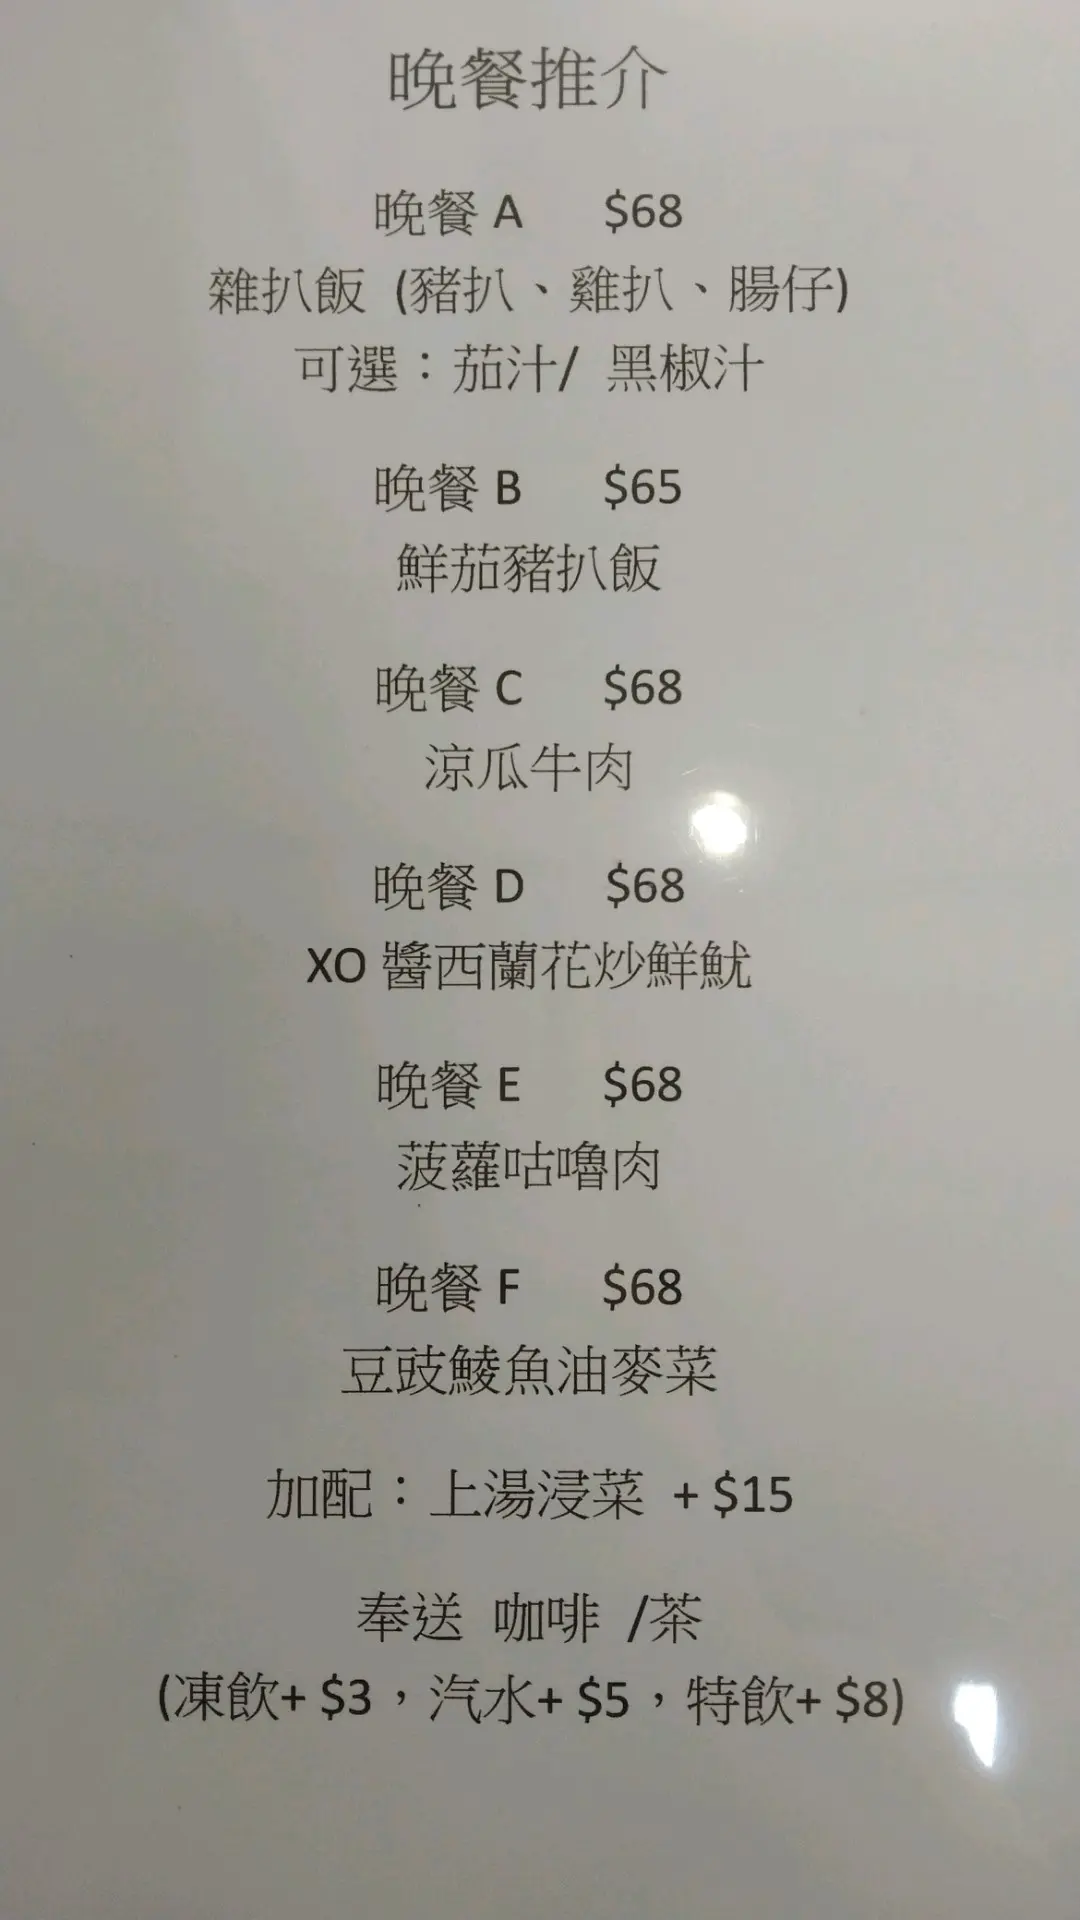 晚餐推介
晚餐 A $68
雜扒飯 (豬扒、雞扒、腸仔)
可選：茄汁/ 黑椒汁
晚餐 B $65
鮮茄豬扒飯
晚餐 C $68
涼瓜牛肉
晚餐 D $68
XO 醬西蘭花炒鮮魷
晚餐 E $68
菠蘿咕嚕肉
晚餐 F $68
豆豉鯪魚油麥菜
加配：上湯浸菜 + $15
奉送 咖啡 /茶
(凍飲+ $3，汽水+ $5，特飲+ $8)